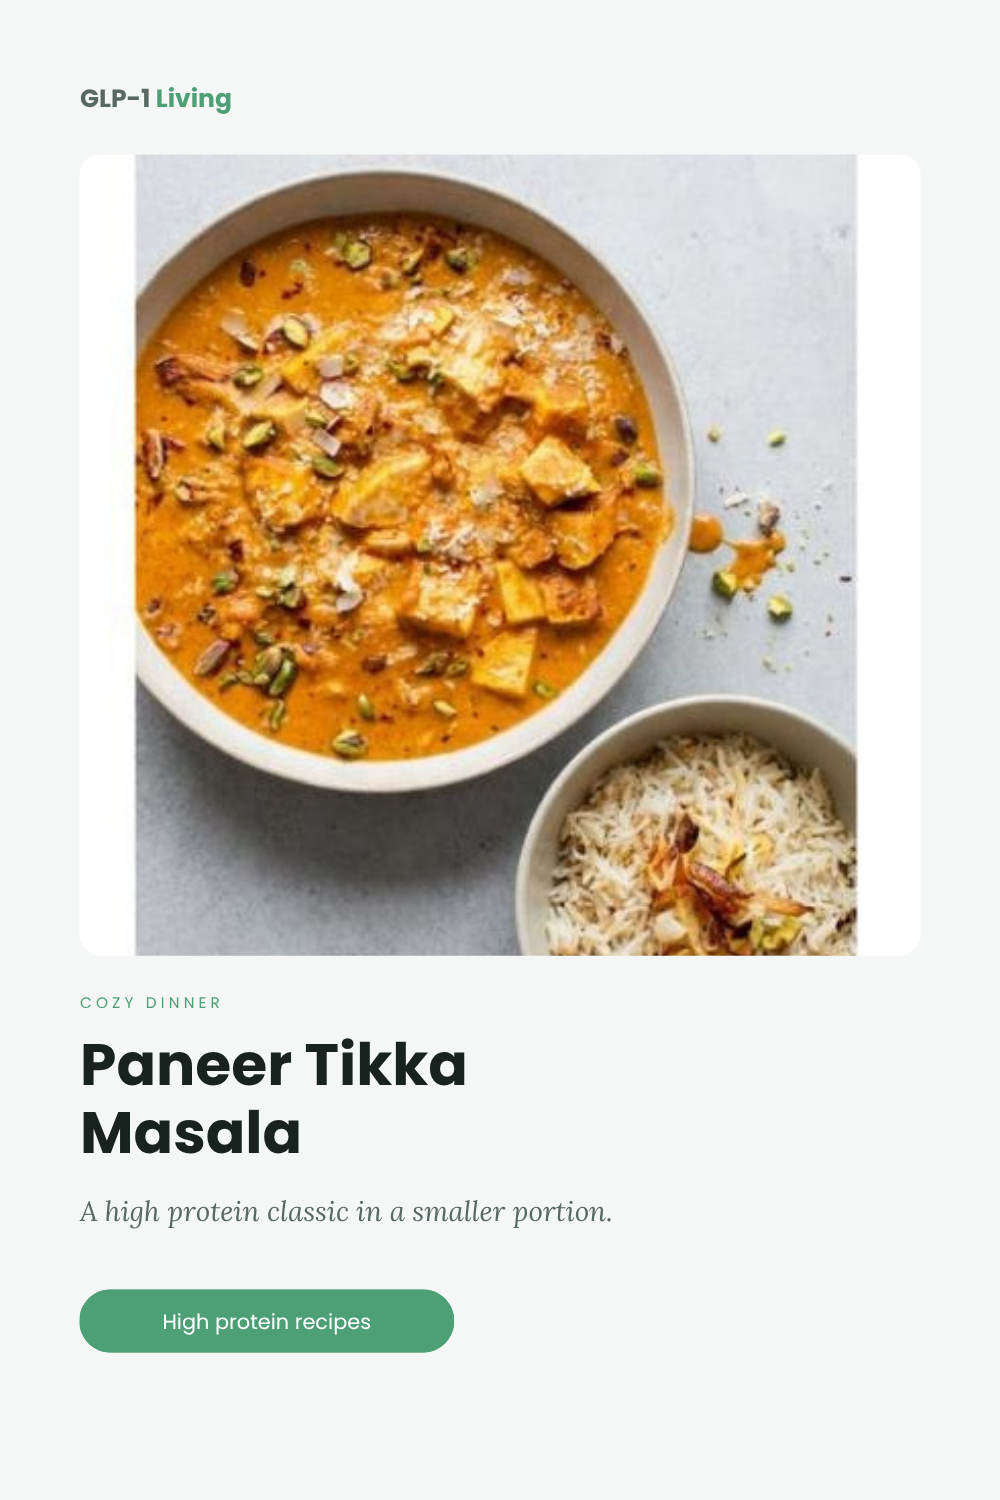 GLP-1 Living
COZY DINNER
Paneer Tikka
Masala
A high protein classic in a smaller portion.
High protein recipes